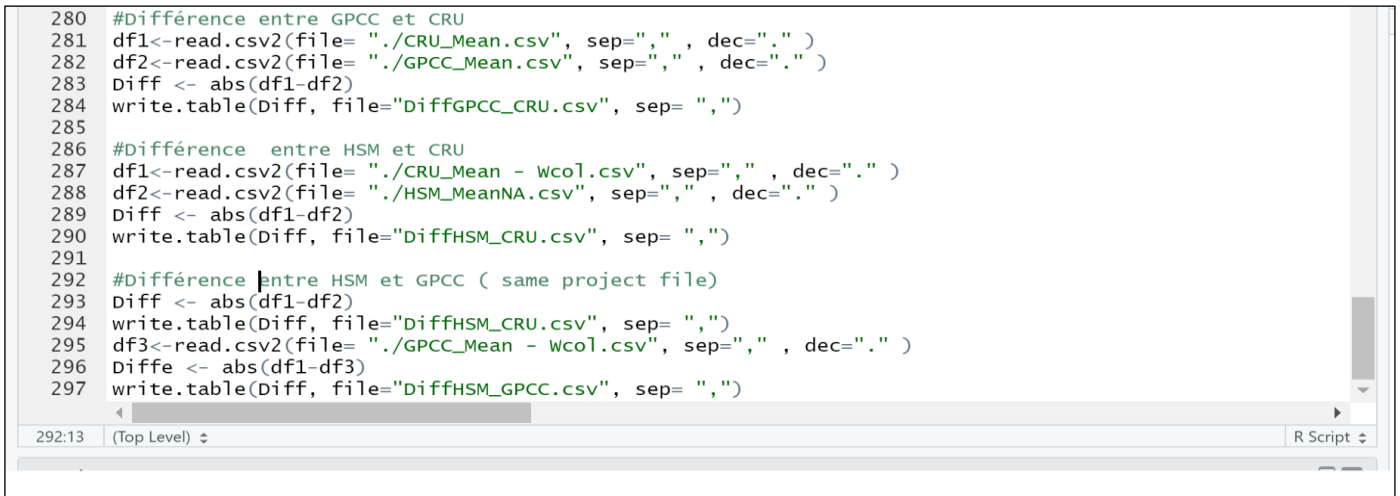 280 #Différence entre GPCC et CRU
281 df1<-read.csv2(file= "./CRU_Mean.csv", sep="," , dec="." )
282 df2<-read.csv2(file= "./GPCC_Mean.csv", sep="," , dec="." )
283 Diff <- abs(df1-df2)
284 write.table(Diff, file="DiffGPCC_CRU.csv", sep= ",")
285
286 #Différence  entre HSM et CRU
287 df1<-read.csv2(file= "./CRU_Mean - Wcol.csv", sep="," , dec="." )
288 df2<-read.csv2(file= "./HSM_MeanNA.csv", sep="," , dec="." )
289 Diff <- abs(df1-df2)
290 write.table(Diff, file="DiffHSM_CRU.csv", sep= ",")
291
292 #Différence entre HSM et GPCC ( same project file)
293 Diff <- abs(df1-df2)
294 write.table(Diff, file="DiffHSM_CRU.csv", sep= ",")
295 df3<-read.csv2(file= "./GPCC_Mean - Wcol.csv", sep="," , dec="." )
296 Diffe <- abs(df1-df3)
297 write.table(Diff, file="DiffHSM_GPCC.csv", sep= ",")
292:13 (Top Level) R Script